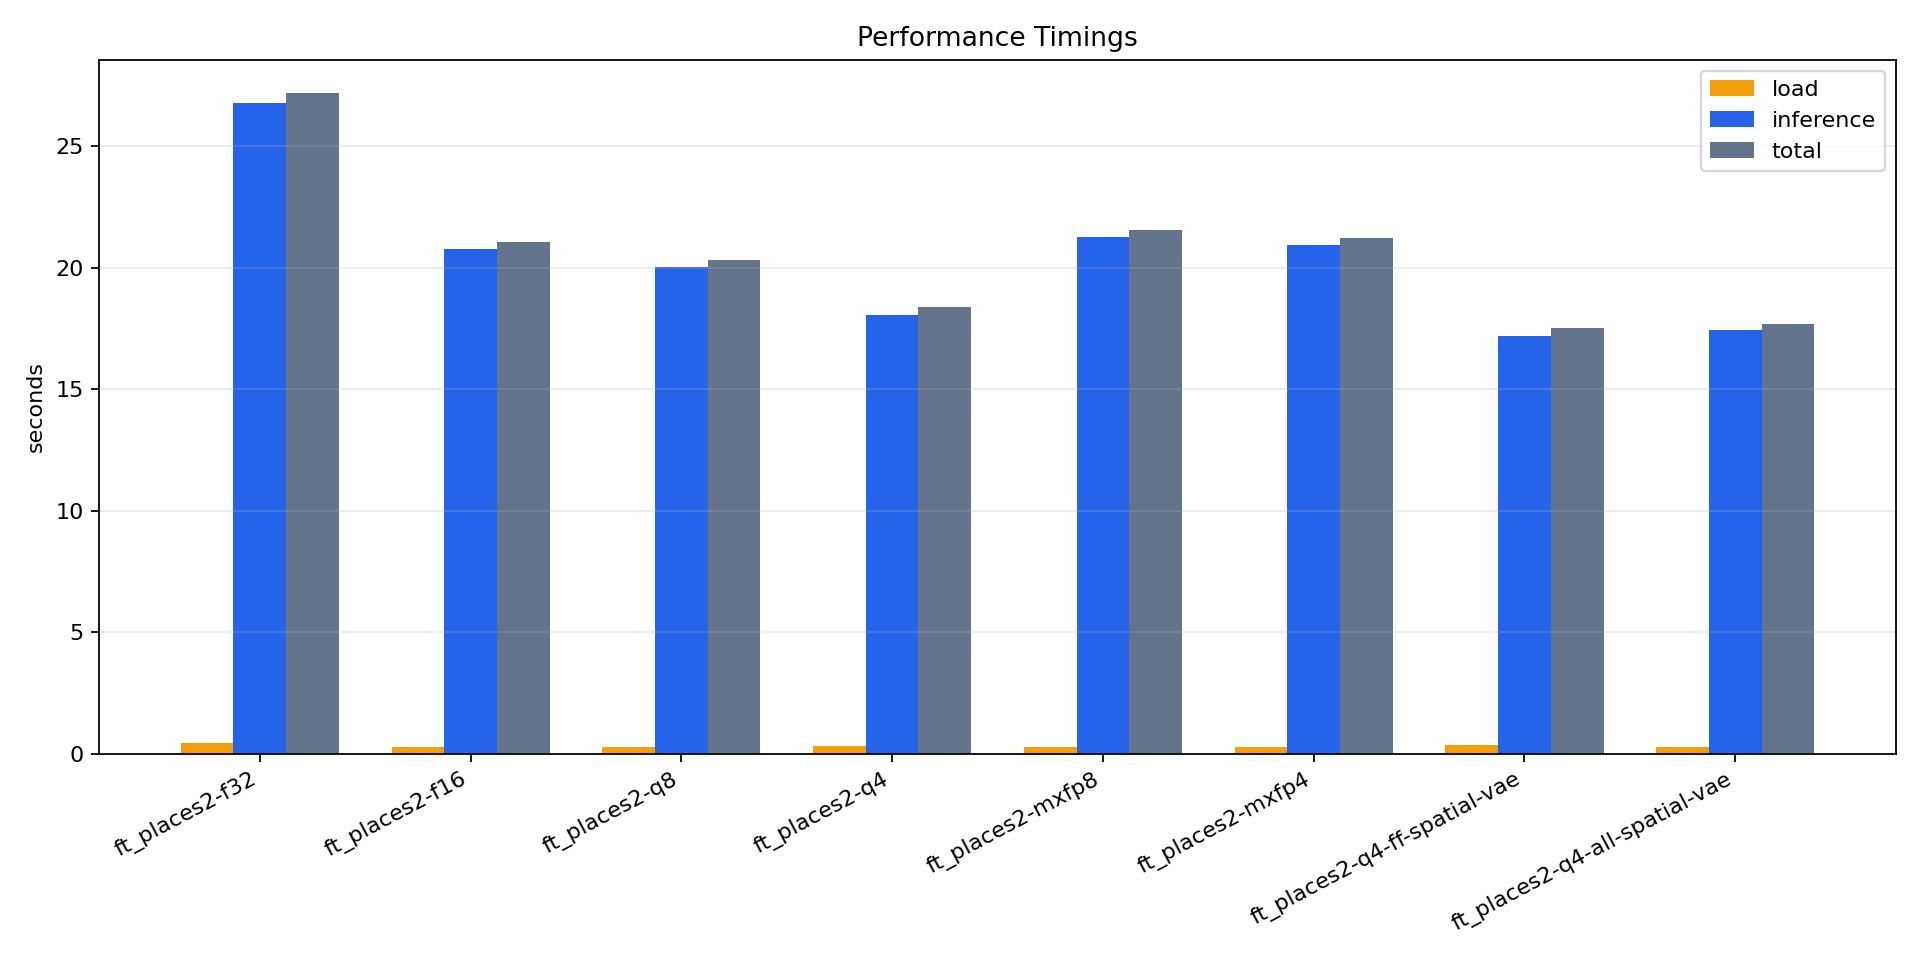 Performance Timings
load
inference
total
seconds
25
20
15
10
5
0
ft_places2-f32
ft_places2-f16
ft_places2-q8
ft_places2-q4
ft_places2-mxfp8
ft_places2-mxfp4
ft_places2-q4-ff-spatial-vae
ft_places2-q4-all-spatial-vae